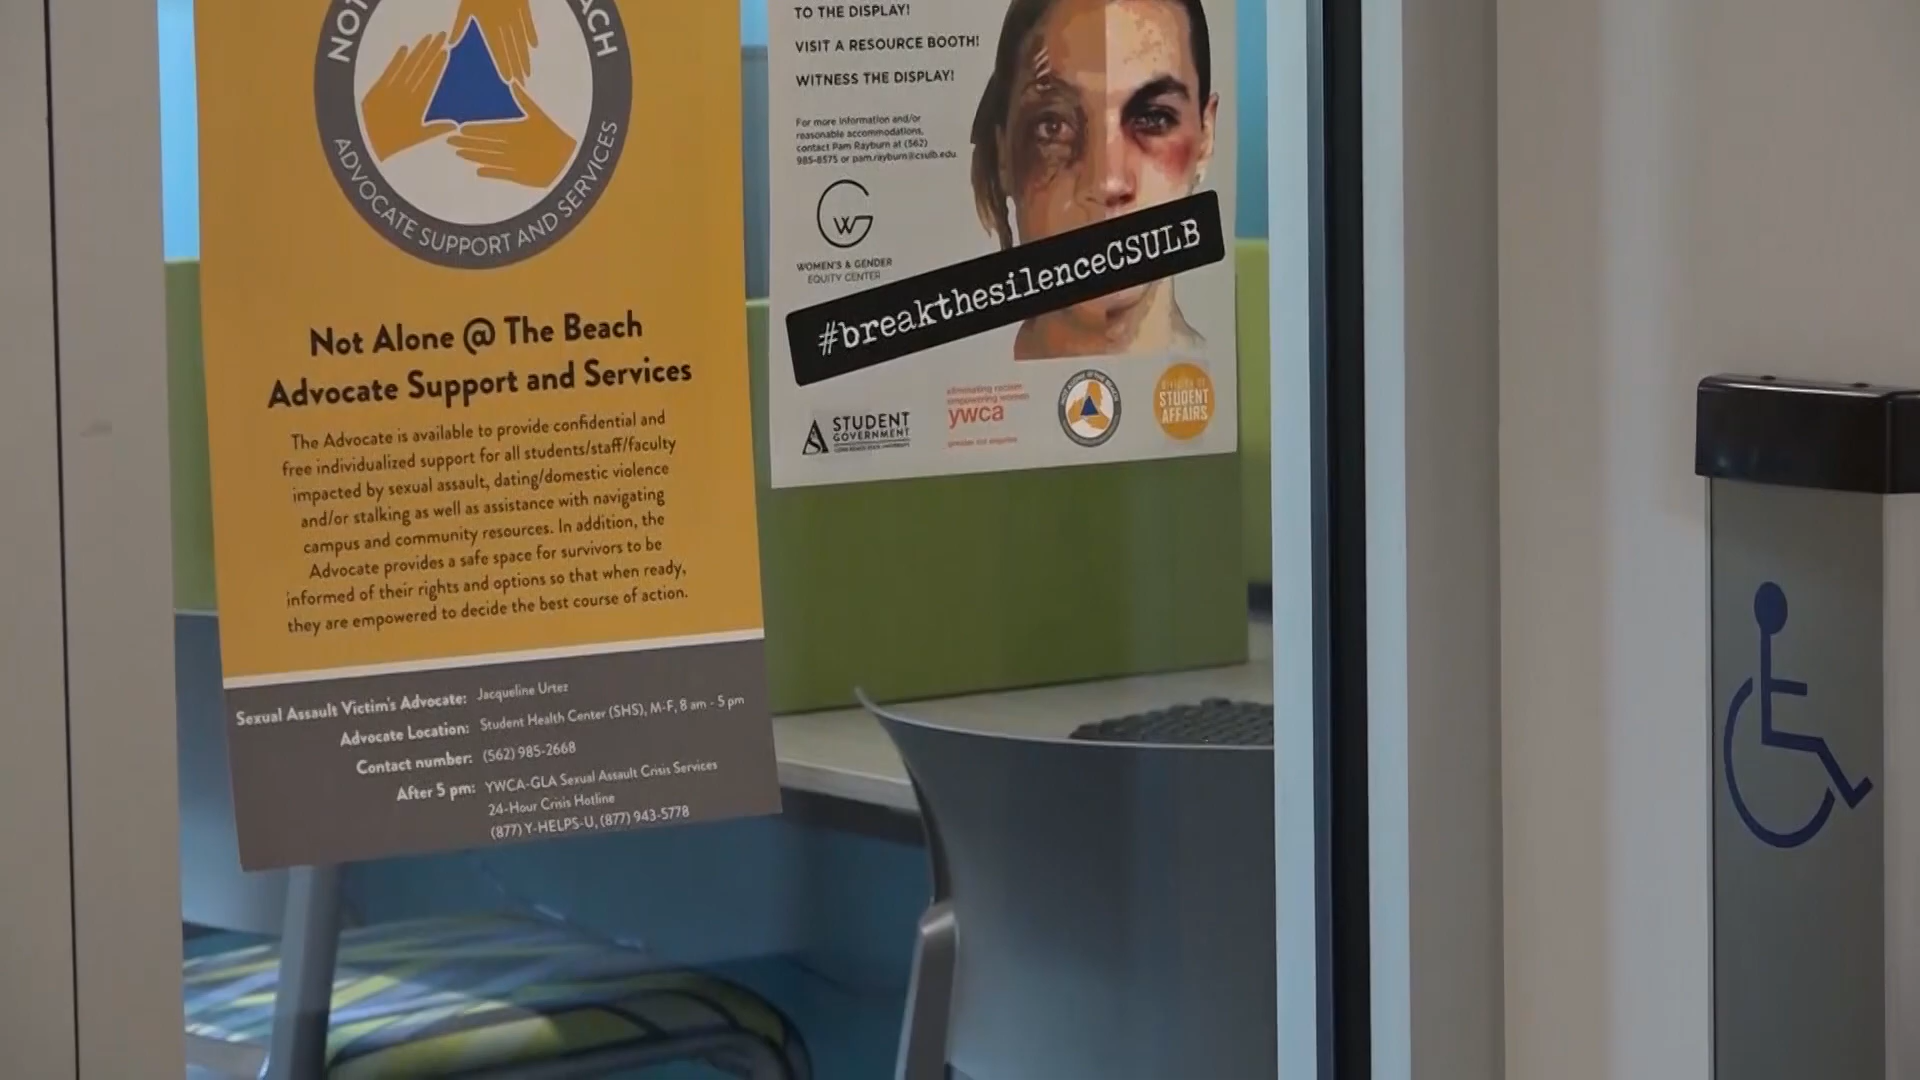 NOT
BEACH
ADVOCATE SUPPORT AND SERVICES
Not Alone @ The Beach
Advocate Support and Services
The Advocate is available to provide confidential and
free individualized support for all students/staff/faculty
impacted by sexual assault, dating/domestic violence
and/or stalking as well as assistance with navigating
campus and community resources. In addition, the
Advocate provides a safe space for survivors to be
informed of their rights and options so that when ready,
they are empowered to decide the best course of action.
Sexual Assault Victim's Advocate: Jacqueline Urtez
Advocate Location: Student Health Center (SHS), M-F, 8 am - 5 pm
Contact number: (562) 985-2668
After 5 pm: YWCA-GLA Sexual Assault Crisis Services
24-Hour Crisis Hotline
(877) Y-HELPS-U, (877) 943-5778
TO THE DISPLAY!
VISIT A RESOURCE BOOTH!
WITNESS THE DISPLAY!
For more information and/or
reasonable accommodations,
contact Pam Rayburn at (562)
985-8575 or pam.rayburn@csulb.edu
GW
WOMEN'S & GENDER
EQUITY CENTER
#breakthesilenceCSULB
STUDENT
GOVERNMENT
eliminating racism
empowering women
ywca
NOT ALONE @ THE BEACH
DIVISION OF
STUDENT
AFFAIRS